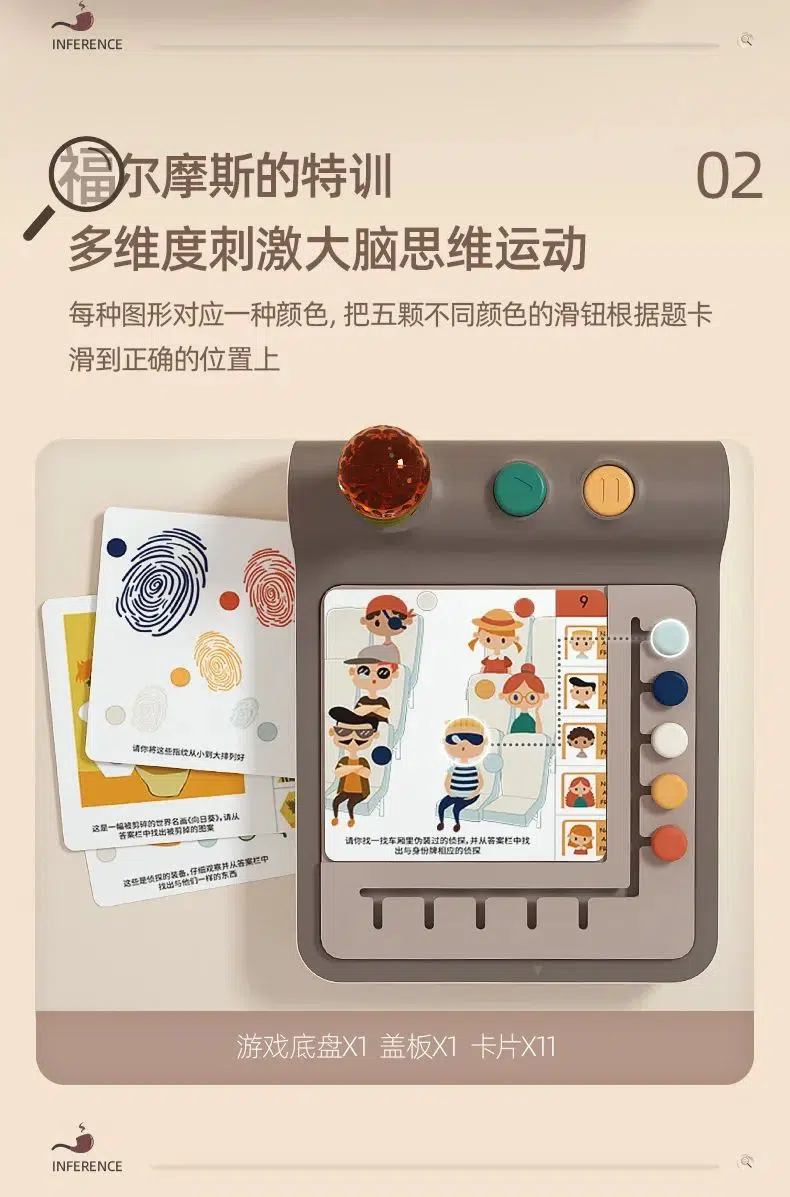 INFERENCE
福尔摩斯的特训
02
多维度刺激大脑思维运动
每种图形对应一种颜色, 把五颗不同颜色的滑钮根据题卡
滑到正确的位置上
9
请你将这些指纹从小到大排列好
这是一幅被剪碎的世界名画《向日葵》,请从
答案栏中找出被剪掉的图案
这些是侦探的装备,仔细观察并从答案栏中
找出与他们一样的东西
请你找一找车厢里伪装过的侦探,并从答案栏中找
出与身份牌相应的侦探
游戏底盘X1 盖板X1 卡片X11
INFERENCE